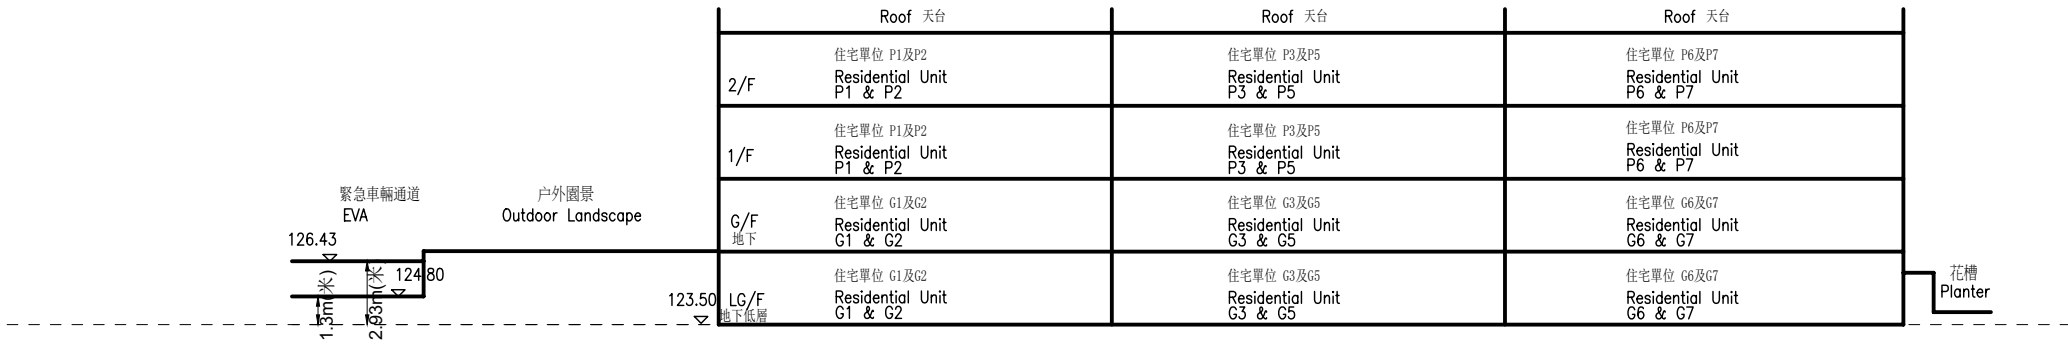 Roof 天台
Roof 天台
Roof 天台
2/F
住宅單位 P1及P2
Residential Unit
P1 & P2
住宅單位 P3及P5
Residential Unit
P3 & P5
住宅單位 P6及P7
Residential Unit
P6 & P7
1/F
住宅單位 P1及P2
Residential Unit
P1 & P2
住宅單位 P3及P5
Residential Unit
P3 & P5
住宅單位 P6及P7
Residential Unit
P6 & P7
緊急車輛通道
EVA
户外園景
Outdoor Landscape
G/F
地下
住宅單位 G1及G2
Residential Unit
G1 & G2
住宅單位 G3及G5
Residential Unit
G3 & G5
住宅單位 G6及G7
Residential Unit
G6 & G7
126.43
124.80
1.3m(米)
2.93m(米)
123.50
LG/F
地下低層
住宅單位 G1及G2
Residential Unit
G1 & G2
住宅單位 G3及G5
Residential Unit
G3 & G5
住宅單位 G6及G7
Residential Unit
G6 & G7
花槽
Planter